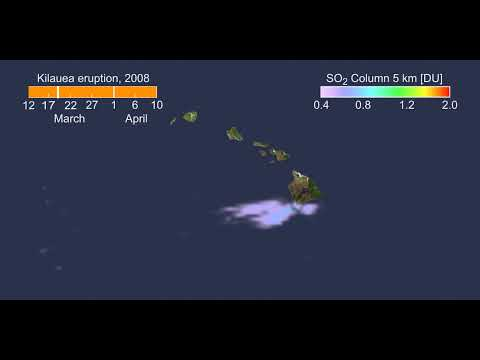 Kilauea eruption, 2008
12 17 22 27 1 6 10
March April
SO2 Column 5 km [DU]
0.4 0.8 1.2 1.6 2.0